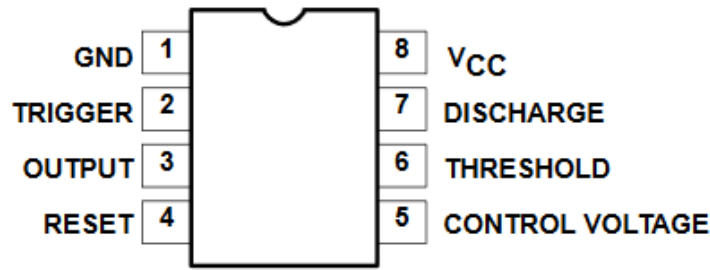 GND 1 8 VCC
TRIGGER 2 7 DISCHARGE
OUTPUT 3 6 THRESHOLD
RESET 4 5 CONTROL VOLTAGE